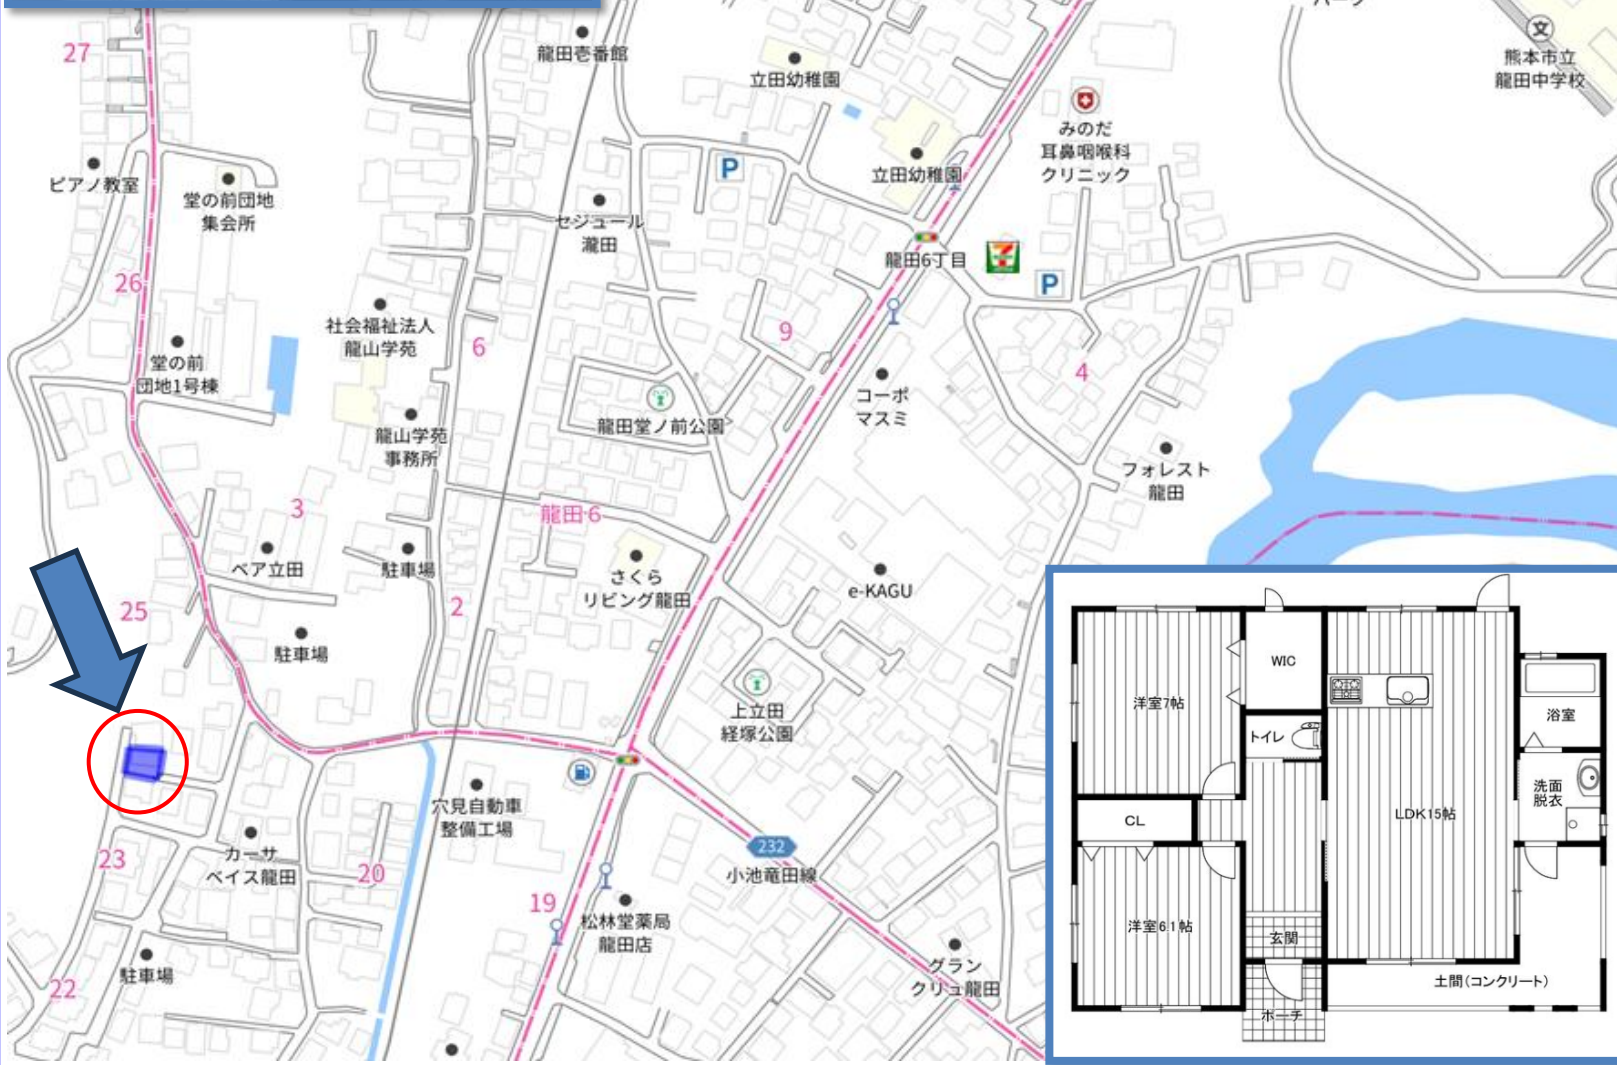 27
龍田壱番館
立田幼稚園
熊本市立
龍田中学校
みのだ
耳鼻咽喉科
クリニック
ピアノ教室
堂の前団地
集会所
P
立田幼稚園
セジュール
瀧田
龍田6丁目
P
26
社会福祉法人
龍山学苑
6
9
堂の前
団地1号棟
4
コーポ
マスミ
龍田堂ノ前公園
龍山学苑
事務所
フォレスト
龍田
3
龍田6
ベア立田
駐車場
さくら
リビング龍田
e-KAGU
25
2
駐車場
上立田
経塚公園
穴見自動車
整備工場
232
小池竜田線
カーサ
ベイス龍田
23
20
19
松林堂薬局
龍田店
グラン
クリュ龍田
駐車場
22
WIC
洋室7帖
浴室
トイレ
洗面
脱衣
CL
LDK15帖
洋室6.1帖
玄関
土間(コンクリート)
ポーチ